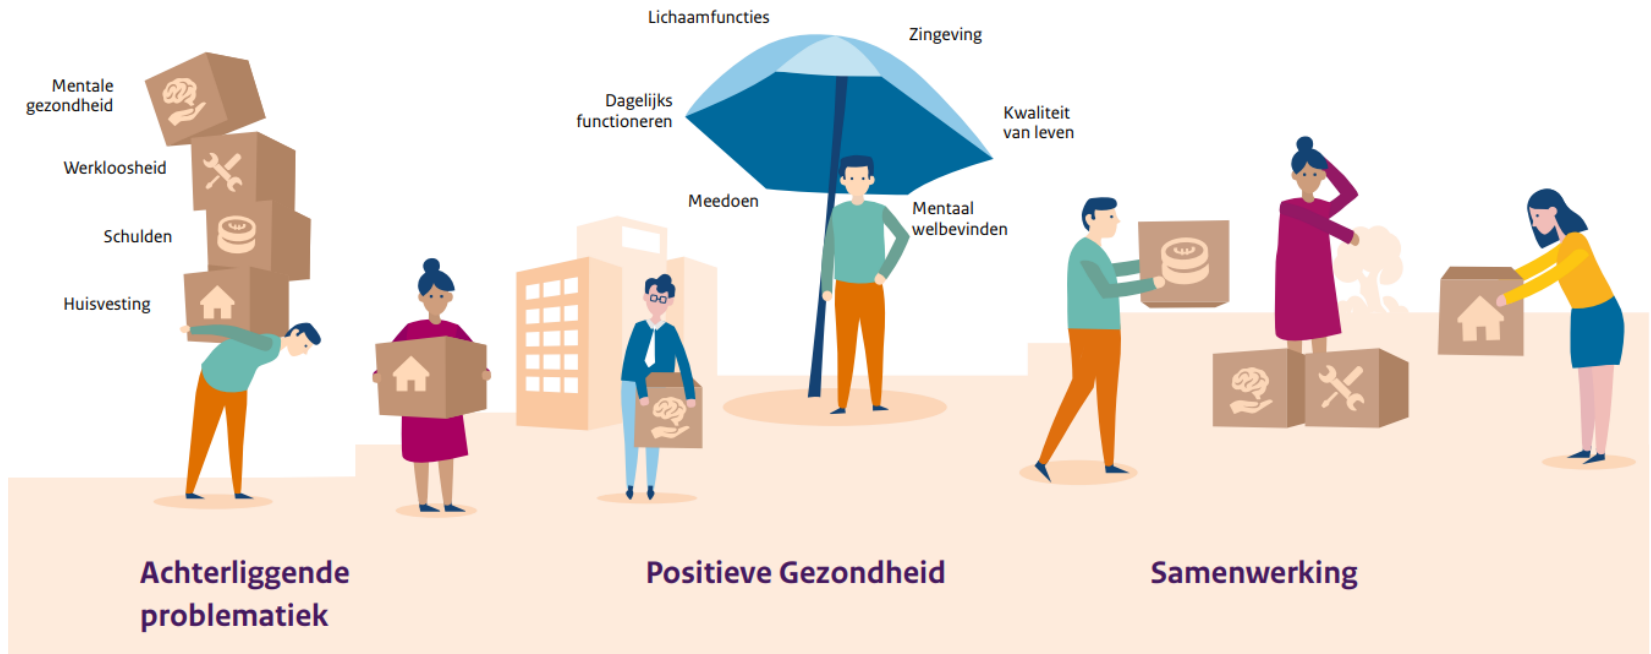 Mentale
gezondheid
Werkloosheid
Schulden
Huisvesting
Achterliggende
problematiek
Lichaamfuncties
Zingeving
Dagelijks
functioneren
Kwaliteit
van leven
Meedoen
Mentaal
welbevinden
Positieve Gezondheid
Samenwerking